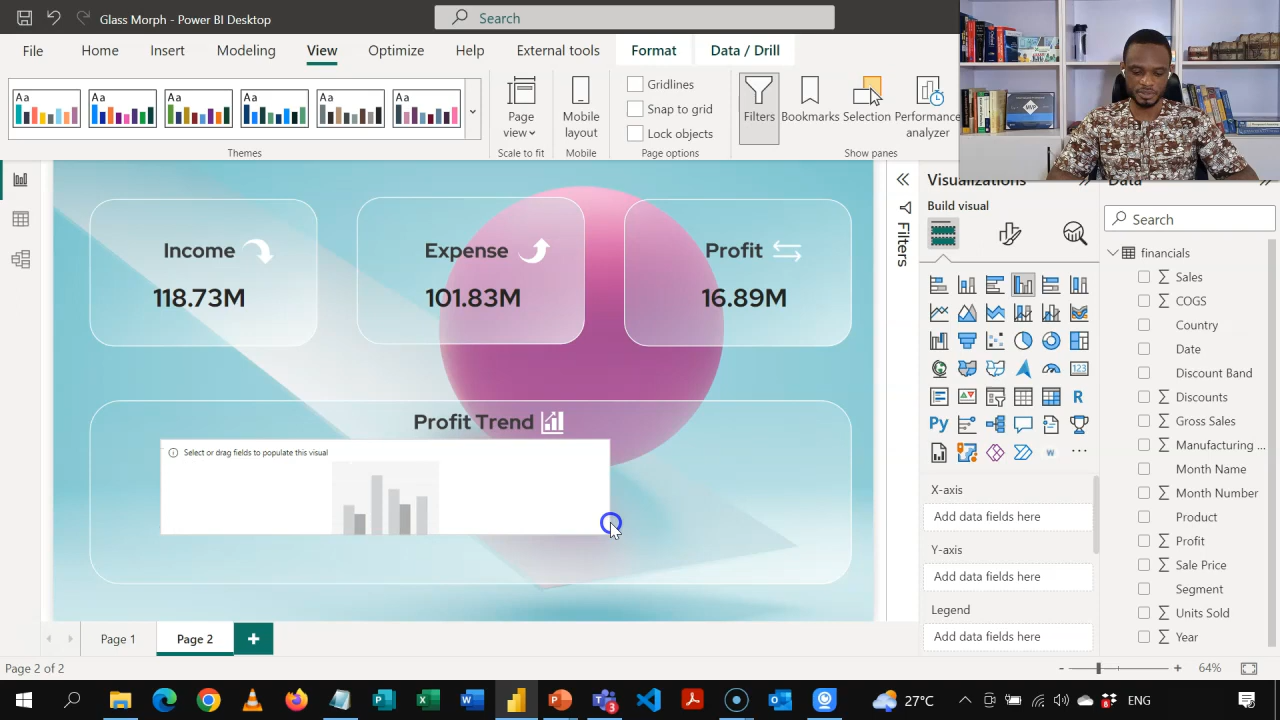 Glass Morph - Power BI Desktop
Search
File
Home
Insert
Modeling
View
Optimize
Help
External tools
Format
Data / Drill
Aa
Aa
Aa
Aa
Aa
Aa
Themes
Page
view
Scale to fit
Mobile
layout
Mobile
Gridlines
Snap to grid
Lock objects
Page options
Filters
Bookmarks
Selection
Performance
analyzer
Show panes
Income
118.73M
Expense
101.83M
Profit
16.89M
Profit Trend
Select or drag fields to populate this visual
Filters
Visualizations
Build visual
123
R
Py
X-axis
Add data fields here
Y-axis
Add data fields here
Legend
Add data fields here
Data
Search
financials
Sales
COGS
Country
Date
Discount Band
Discounts
Gross Sales
Manufacturing ...
Month Name
Month Number
Product
Profit
Sale Price
Segment
Units Sold
Year
Page 1
Page 2
Page 2 of 2
64%
27°C
ENG